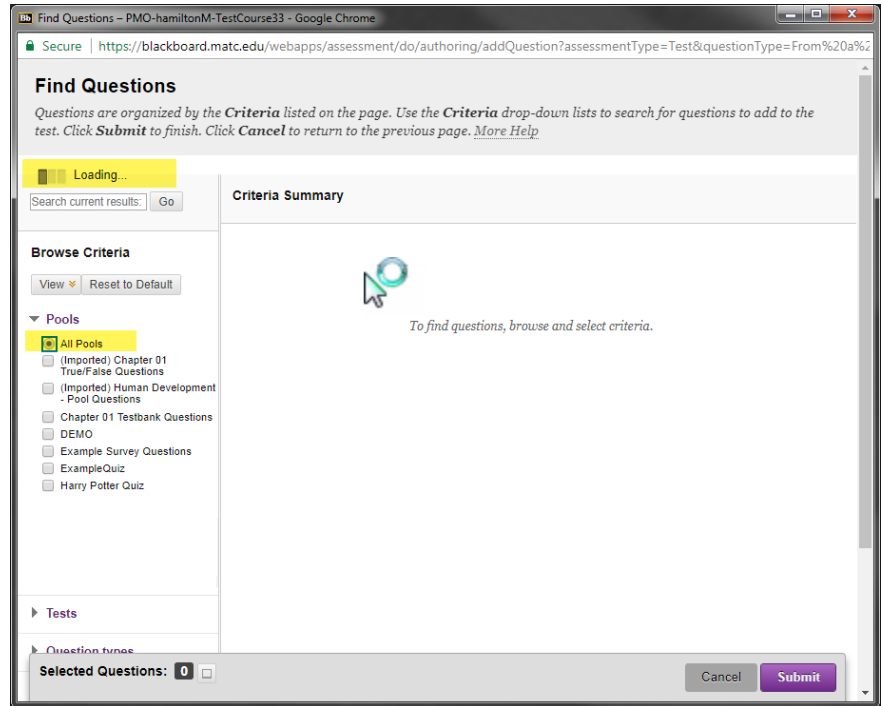 Find Questions – PMO-hamiltonM-TestCourse33 - Google Chrome
Secure | https://blackboard.matc.edu/webapps/assessment/do/authoring/addQuestion?assessmentType=Test&questionType=From%20a%2
Find Questions
Questions are organized by the Criteria listed on the page. Use the Criteria drop-down lists to search for questions to add to the
test. Click Submit to finish. Click Cancel to return to the previous page. More Help
Loading...
Search current results: Go
Criteria Summary
Browse Criteria
View Reset to Default
Pools
To find questions, browse and select criteria.
All Pools
(Imported) Chapter 01
True/False Questions
(Imported) Human Development
- Pool Questions
Chapter 01 Testbank Questions
DEMO
Example Survey Questions
ExampleQuiz
Harry Potter Quiz
Tests
Question types
Selected Questions: 0
Cancel Submit